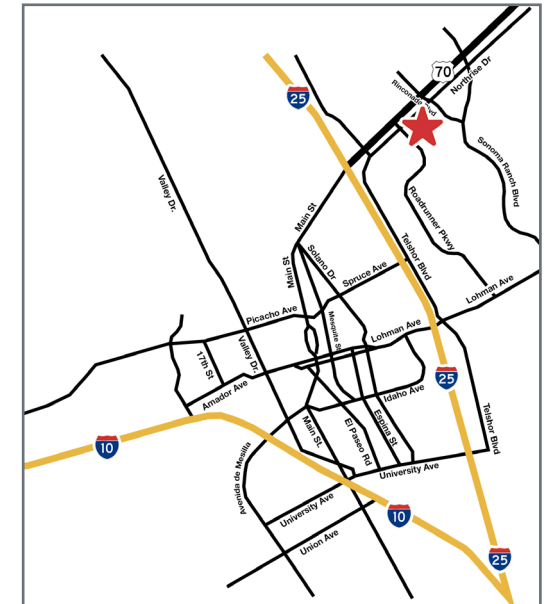 70
Northrise Dr
Rinconada Blvd
25
Sonoma Ranch Blvd
Valley Dr.
Roadrunner Pkwy
Main St
Solano Dr
Telshor Blvd
Main St
Spruce Ave
Lohman Ave
Picacho Ave
Mesquite St
Lohman Ave
Valley Dr.
17th St
25
Amador Ave
Idaho Ave
Main St.
El Paseo Rd
Espina St
Telshor Blvd
10
Avenida de Mesilla
University Ave
University Ave
10
Union Ave
25